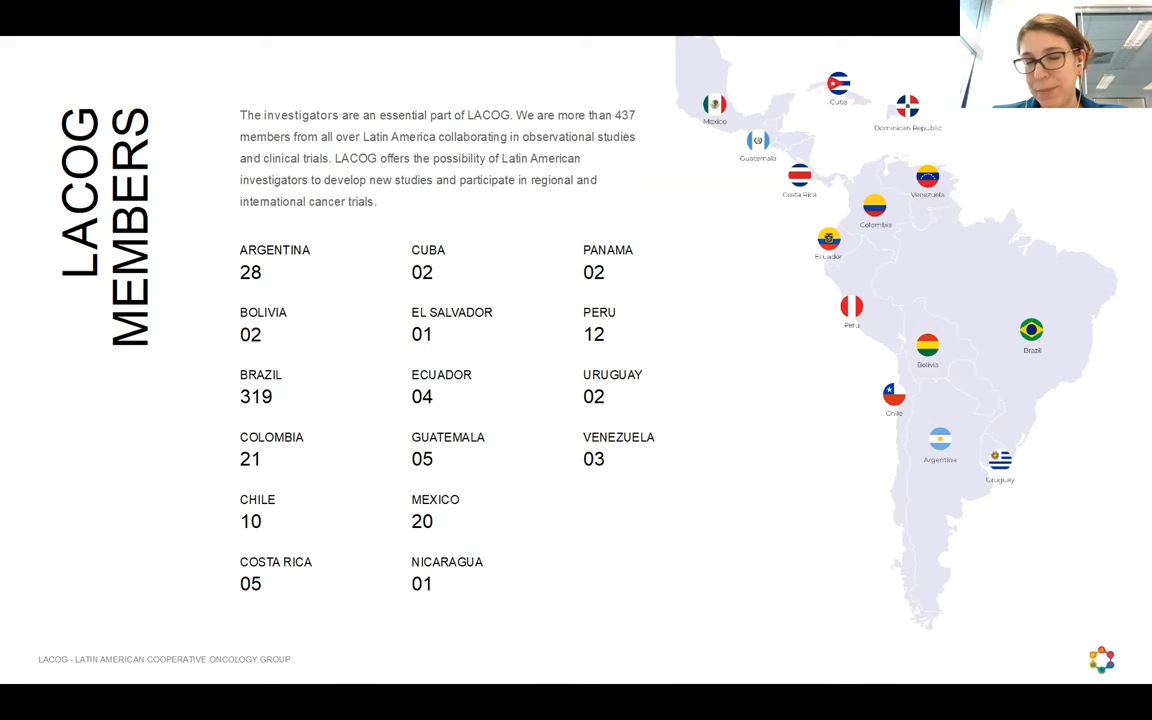 LACOG
MEMBERS
The investigators are an essential part of LACOG. We are more than 437
members from all over Latin America collaborating in observational studies
and clinical trials. LACOG offers the possibility of Latin American
investigators to develop new studies and participate in regional and
international cancer trials.
ARGENTINA
28
BOLIVIA
02
BRAZIL
319
COLOMBIA
21
CHILE
10
COSTA RICA
05
CUBA
02
EL SALVADOR
01
ECUADOR
04
GUATEMALA
05
MEXICO
20
NICARAGUA
01
PANAMA
02
PERU
12
URUGUAY
02
VENEZUELA
03
Mexico
Cuba
Dominican Republic
Guatemala
Costa Rica
Venezuela
Colombia
Ecuador
Peru
Brazil
Bolivia
Chile
Argentina
Uruguay
LACOG - LATIN AMERICAN COOPERATIVE ONCOLOGY GROUP